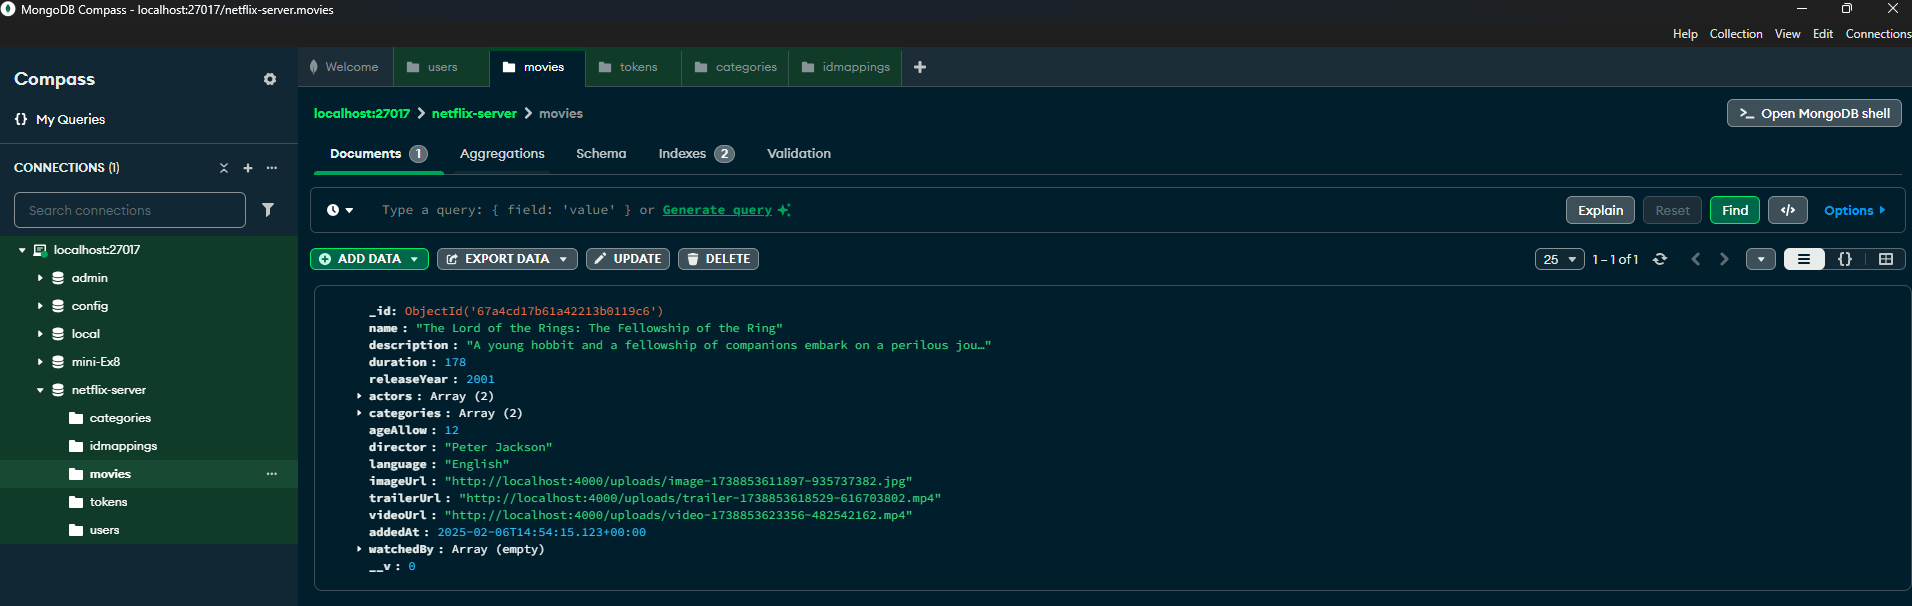 MongoDB Compass - localhost:27017/netflix-server.movies
Help Collection View Edit Connections
Compass
{} My Queries
CONNECTIONS (1)
Search connections
localhost:27017
admin
config
local
mini-Ex8
netflix-server
categories
idmappings
movies
tokens
users
Welcome users movies tokens categories idmappings
localhost:27017 > netflix-server > movies
>_ Open MongoDB shell
Documents 1 Aggregations Schema Indexes 2 Validation
Type a query: { field: 'value' } or Generate query
Explain Reset Find </> Options
ADD DATA EXPORT DATA UPDATE DELETE
25 1 – 1 of 1 {}
_id: ObjectId('67a4cd17b61a42213b0119c6')
name : "The Lord of the Rings: The Fellowship of the Ring"
description : "A young hobbit and a fellowship of companions embark on a perilous jou…"
duration : 178
releaseYear : 2001
actors : Array (2)
categories : Array (2)
ageAllow : 12
director : "Peter Jackson"
language : "English"
imageUrl : "http://localhost:4000/uploads/image-1738853611897-935737382.jpg"
trailerUrl : "http://localhost:4000/uploads/trailer-1738853618529-616703802.mp4"
videoUrl : "http://localhost:4000/uploads/video-1738853623356-482542162.mp4"
addedAt : 2025-02-06T14:54:15.123+00:00
watchedBy : Array (empty)
__v : 0